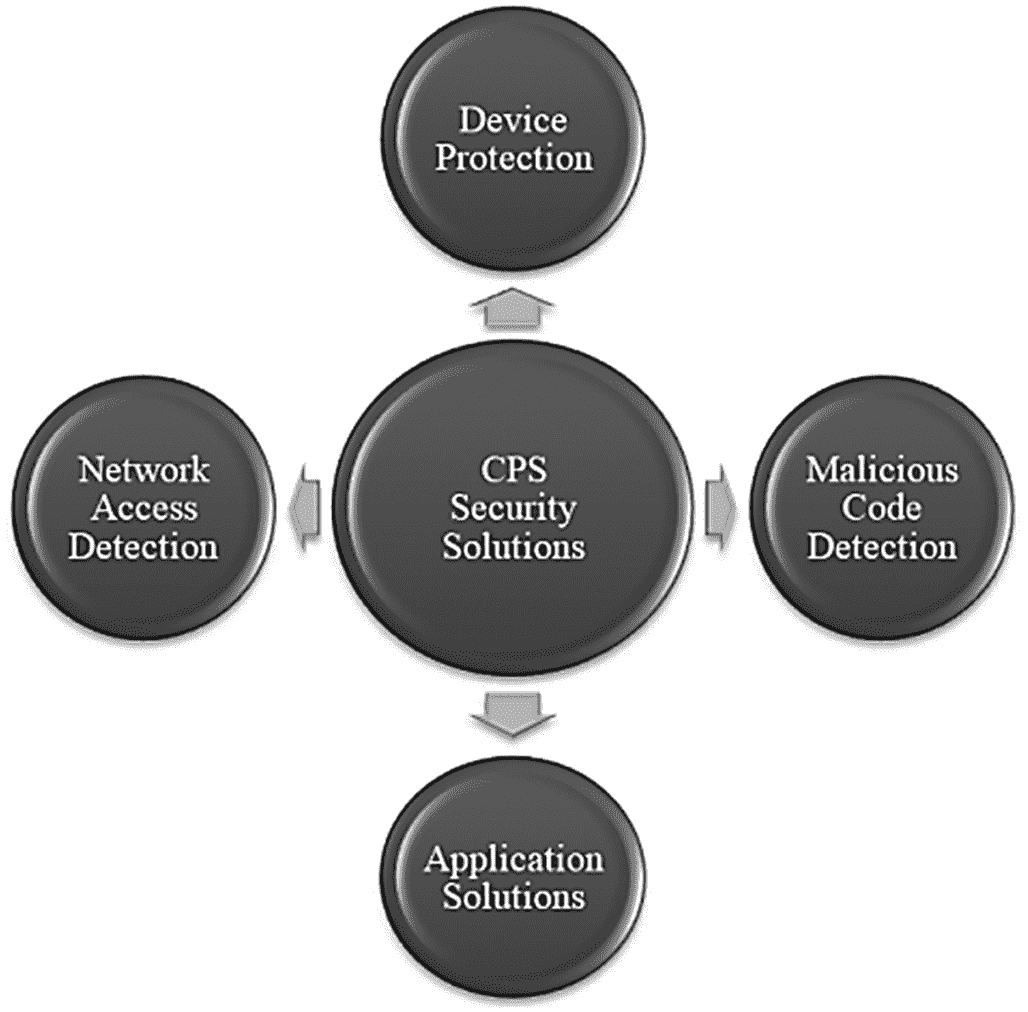 Device
Protection
Network
Access
Detection
CPS
Security
Solutions
Malicious
Code
Detection
Application
Solutions